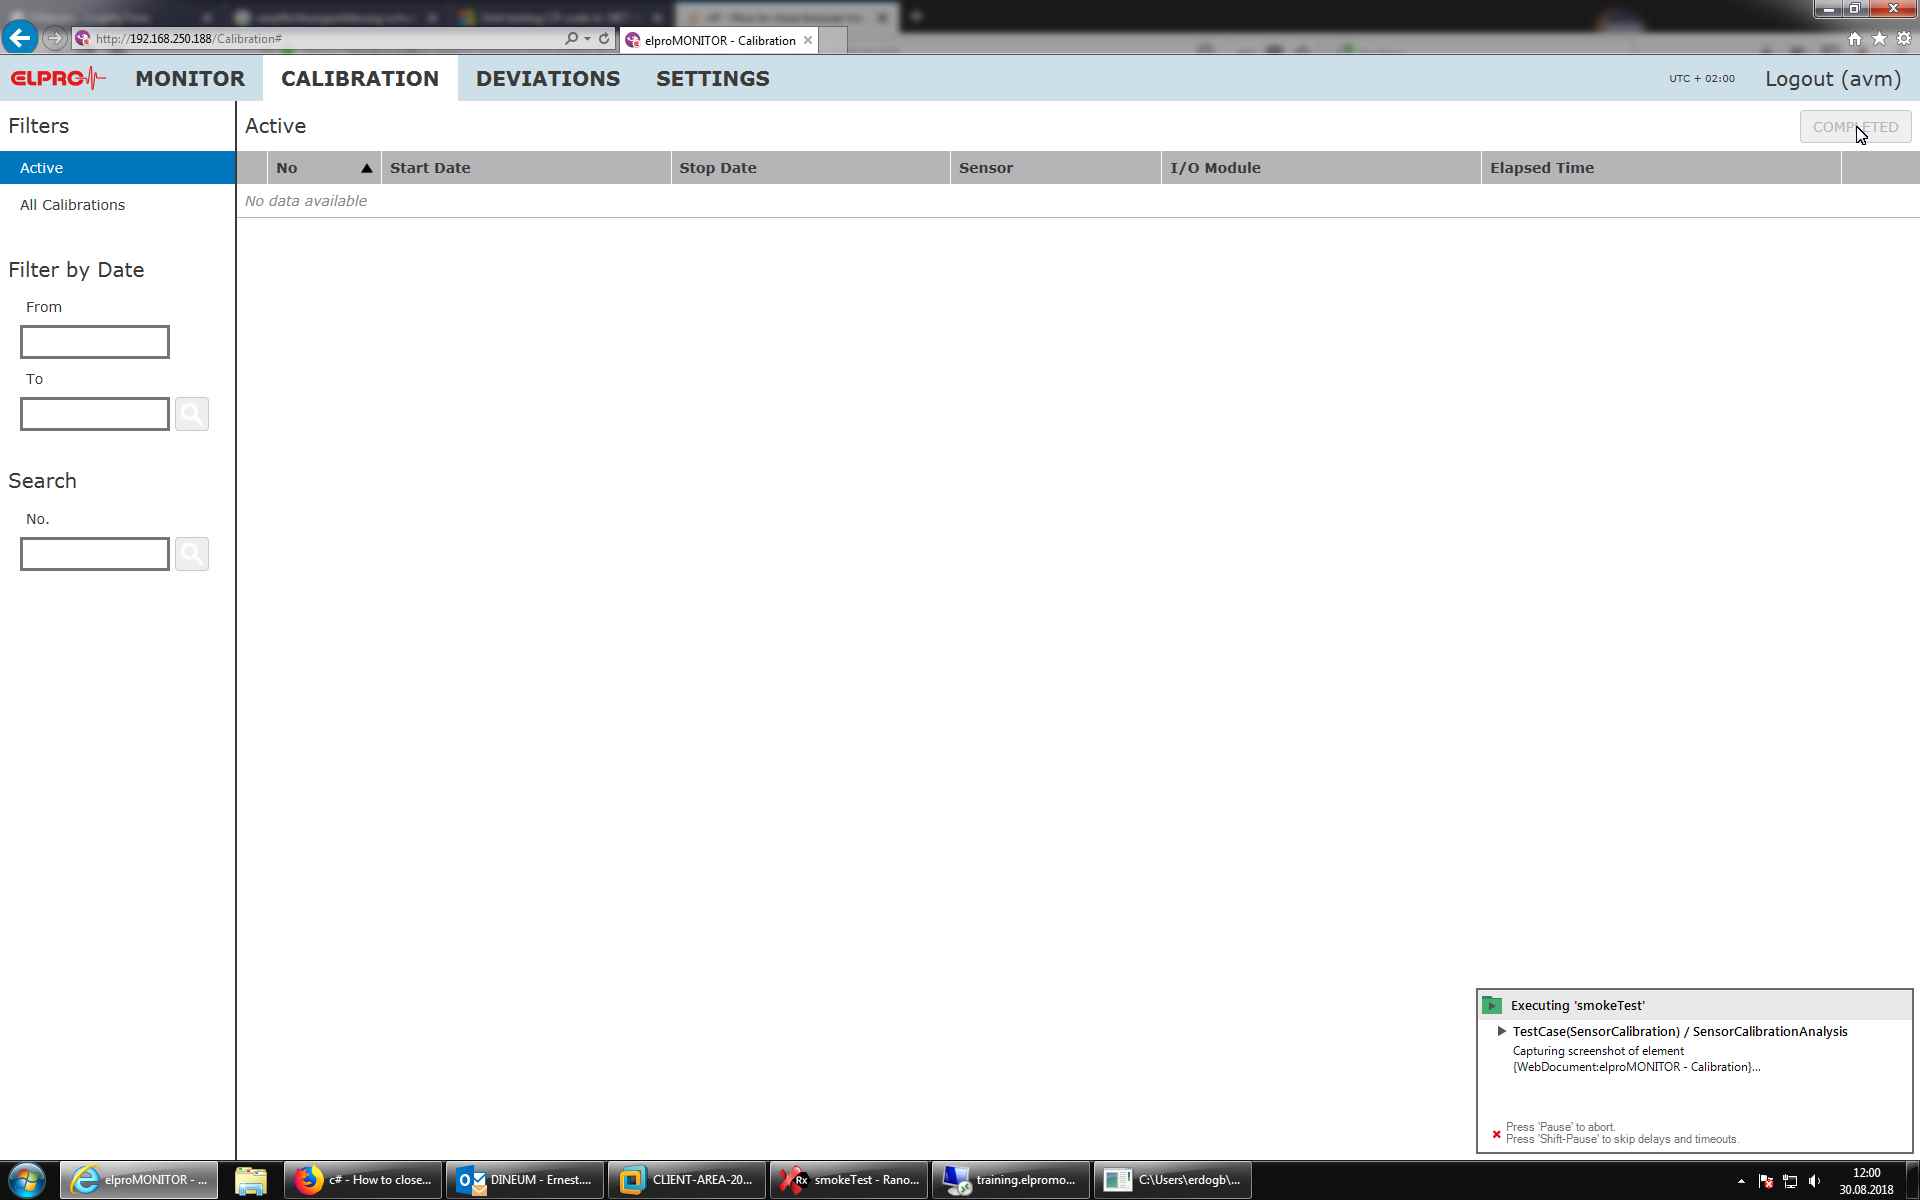 http://192.168.250.188/Calibration#
elproMONITOR - Calibration
ELPRO
MONITOR
CALIBRATION
DEVIATIONS
SETTINGS
UTC + 02:00
Logout (avm)
Filters
Active
COMPLETED
Active
All Calibrations
No
Start Date
Stop Date
Sensor
I/O Module
Elapsed Time
No data available
Filter by Date
From
To
Search
No.
Executing 'smokeTest'
TestCase(SensorCalibration) / SensorCalibrationAnalysis
Capturing screenshot of element
{WebDocument:elproMONITOR - Calibration}...
Press 'Pause' to abort.
Press 'Shift-Pause' to skip delays and timeouts.
elproMONITOR - ...
c# - How to close...
DINEUM - Ernest....
CLIENT-AREA-20...
Rx
smokeTest - Rano...
training.elpromo...
C:\Users\erdogb\...
12:00
30.08.2018